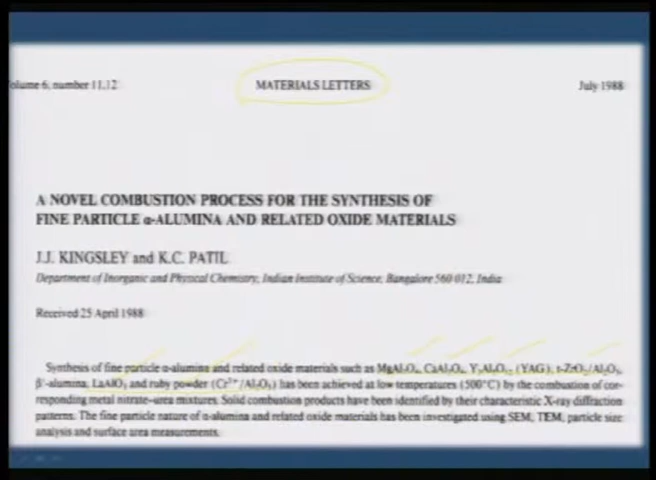 olume 6, number 11,12 MATERIALS LETTERS July 1988
A NOVEL COMBUSTION PROCESS FOR THE SYNTHESIS OF
FINE PARTICLE α-ALUMINA AND RELATED OXIDE MATERIALS
J.J. KINGSLEY and K.C. PATIL
Department of Inorganic and Physical Chemistry, Indian Institute of Science, Bangalore 560 012, India
Received 25 April 1988
Synthesis of fine particle α-alumina and related oxide materials such as MgAl₂O₄, CaAl₂O₄, Y₃Al₅O₁₂ (YAG), t-ZrO₂/Al₂O₃,
β′-alumina, LaAlO₃ and ruby powder (Cr³⁺/Al₂O₃) has been achieved at low temperatures (500°C) by the combustion of cor-
responding metal nitrate-urea mixtures. Solid combustion products have been identified by their characteristic X-ray diffraction
patterns. The fine particle nature of α-alumina and related oxide materials has been investigated using SEM, TEM, particle size
analysis and surface area measurements.